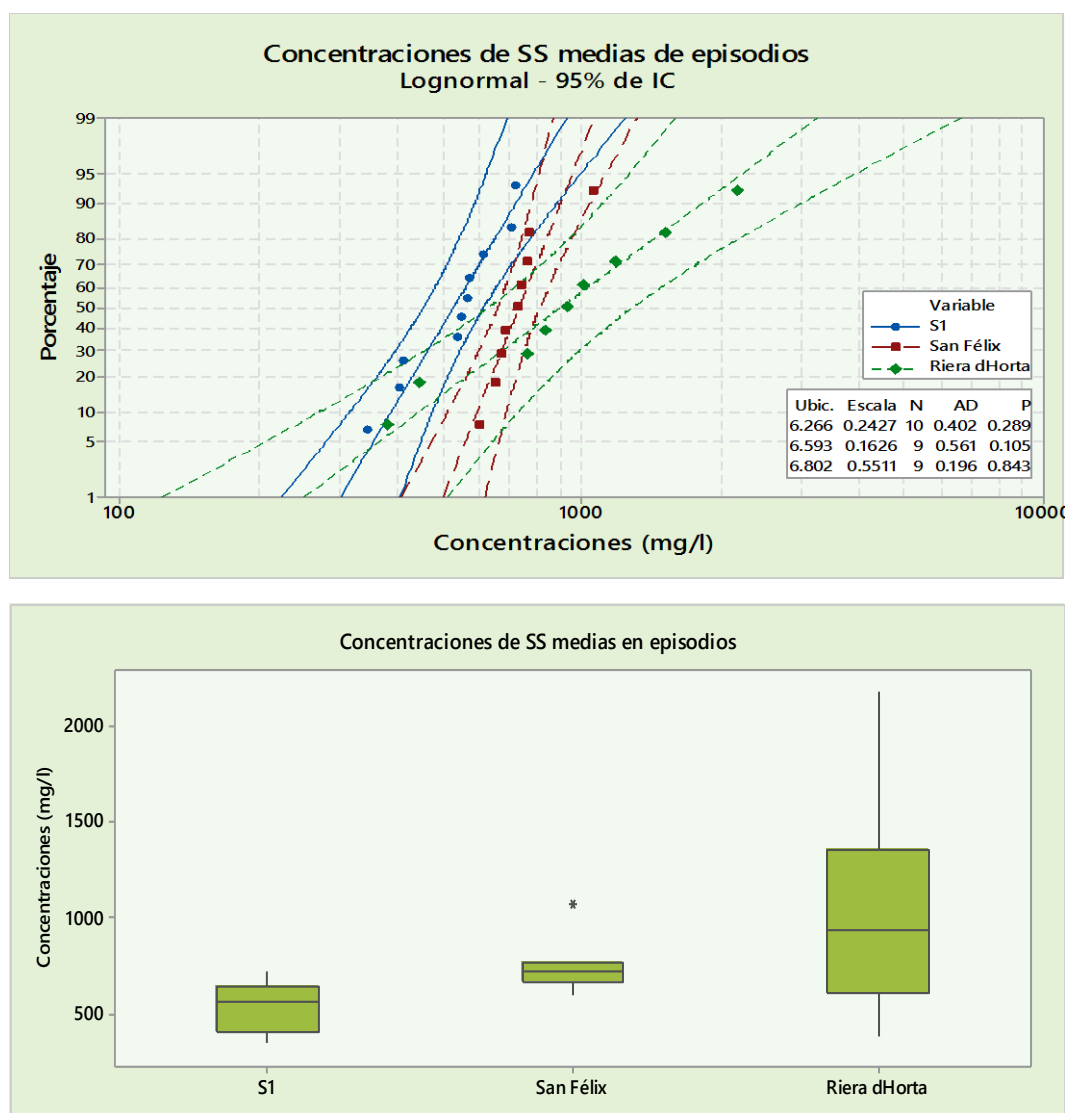 Concentraciones de SS medias de episodios
Lognormal - 95% de IC
99
95
90
80
70
60
50
40
30
20
10
5
1
Porcentaje
100
1000
10000
Concentraciones (mg/l)
Variable
S1
San Félix
Riera dHorta
Ubic. Escala N AD P
6.266 0.2427 10 0.402 0.289
6.593 0.1626 9 0.561 0.105
6.802 0.5511 9 0.196 0.843
Concentraciones de SS medias en episodios
2000
1500
1000
500
Concentraciones (mg/l)
*
S1
San Félix
Riera dHorta